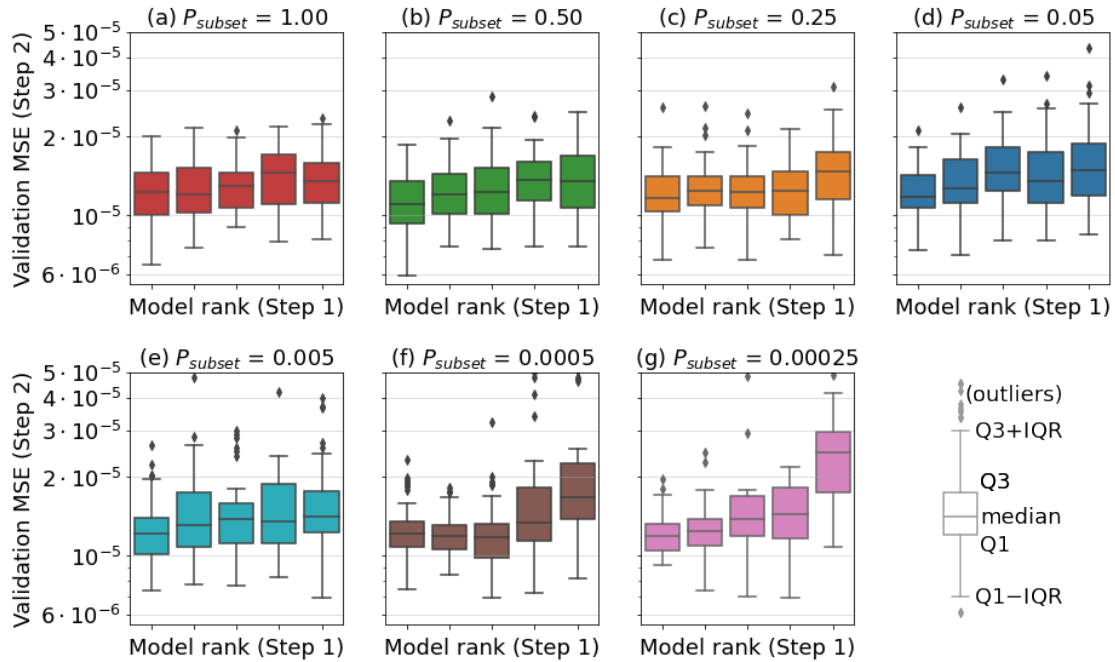 (a) P_subset = 1.00
(b) P_subset = 0.50
(c) P_subset = 0.25
(d) P_subset = 0.05
Validation MSE (Step 2)
5 · 10⁻⁵
4 · 10⁻⁵
3 · 10⁻⁵
2 · 10⁻⁵
10⁻⁵
6 · 10⁻⁶
Model rank (Step 1)
Model rank (Step 1)
Model rank (Step 1)
Model rank (Step 1)
(e) P_subset = 0.005
(f) P_subset = 0.0005
(g) P_subset = 0.00025
Validation MSE (Step 2)
5 · 10⁻⁵
4 · 10⁻⁵
3 · 10⁻⁵
2 · 10⁻⁵
10⁻⁵
6 · 10⁻⁶
Model rank (Step 1)
Model rank (Step 1)
Model rank (Step 1)
(outliers)
Q3+IQR
Q3
median
Q1
Q1−IQR